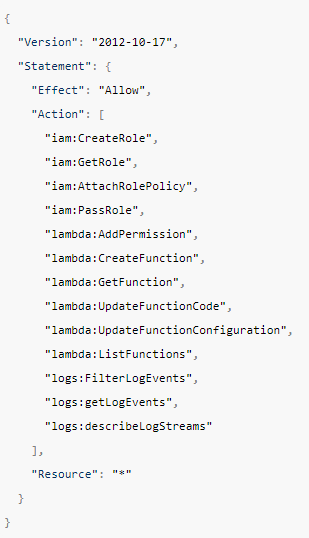 {
  "Version": "2012-10-17",
  "Statement": {
    "Effect": "Allow",
    "Action": [
      "iam:CreateRole",
      "iam:GetRole",
      "iam:AttachRolePolicy",
      "iam:PassRole",
      "lambda:AddPermission",
      "lambda:CreateFunction",
      "lambda:GetFunction",
      "lambda:UpdateFunctionCode",
      "lambda:UpdateFunctionConfiguration",
      "lambda:ListFunctions",
      "logs:FilterLogEvents",
      "logs:getLogEvents",
      "logs:describeLogStreams"
    ],
    "Resource": "*"
  }
}